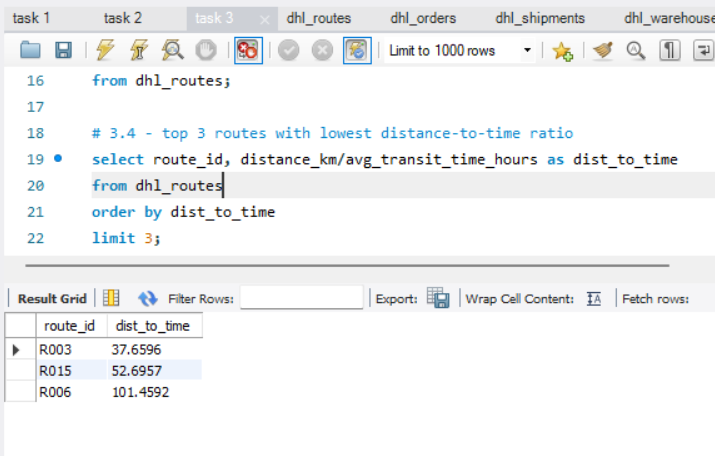 task 1 task 2 task 3 dhl_routes dhl_orders dhl_shipments dhl_warehouse
Limit to 1000 rows
16 from dhl_routes;
17
18 # 3.4 - top 3 routes with lowest distance-to-time ratio
19 select route_id, distance_km/avg_transit_time_hours as dist_to_time
20 from dhl_routes
21 order by dist_to_time
22 limit 3;
Result Grid Filter Rows: Export: Wrap Cell Content: IA Fetch rows:
route_id dist_to_time
R003 37.6596
R015 52.6957
R006 101.4592